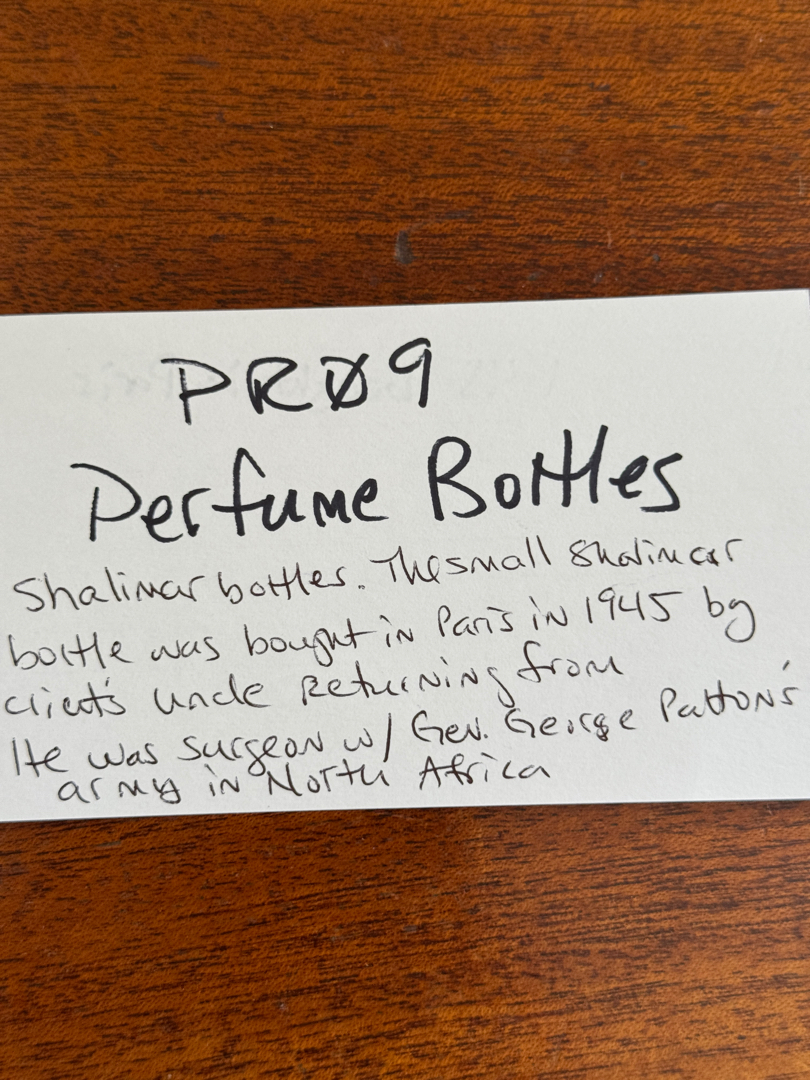 PRØ9
Perfume Bottles
Shalimar bottles. The small Shalimar
bottle was bought in Paris in 1945 by
client's uncle Returning from
He was surgeon w/ Gen. George Patton's
army in North Africa